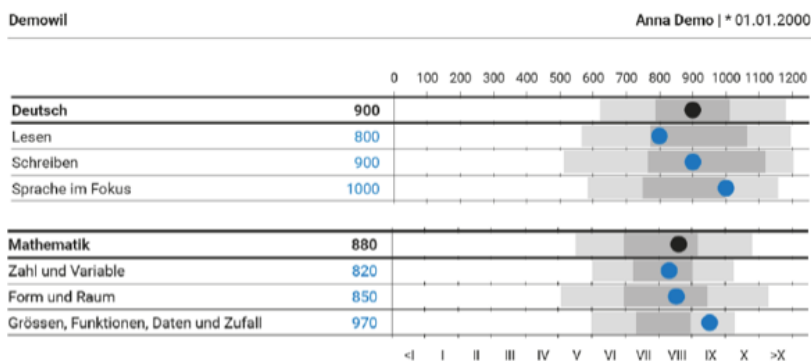 Demowil Anna Demo | * 01.01.2000
0 100 200 300 400 500 600 700 800 900 1000 1100 1200
Deutsch 900
Lesen 800
Schreiben 900
Sprache im Fokus 1000
Mathematik 880
Zahl und Variable 820
Form und Raum 850
Grössen, Funktionen, Daten und Zufall 970
<I I II III IV V VI VII VIII IX X >X